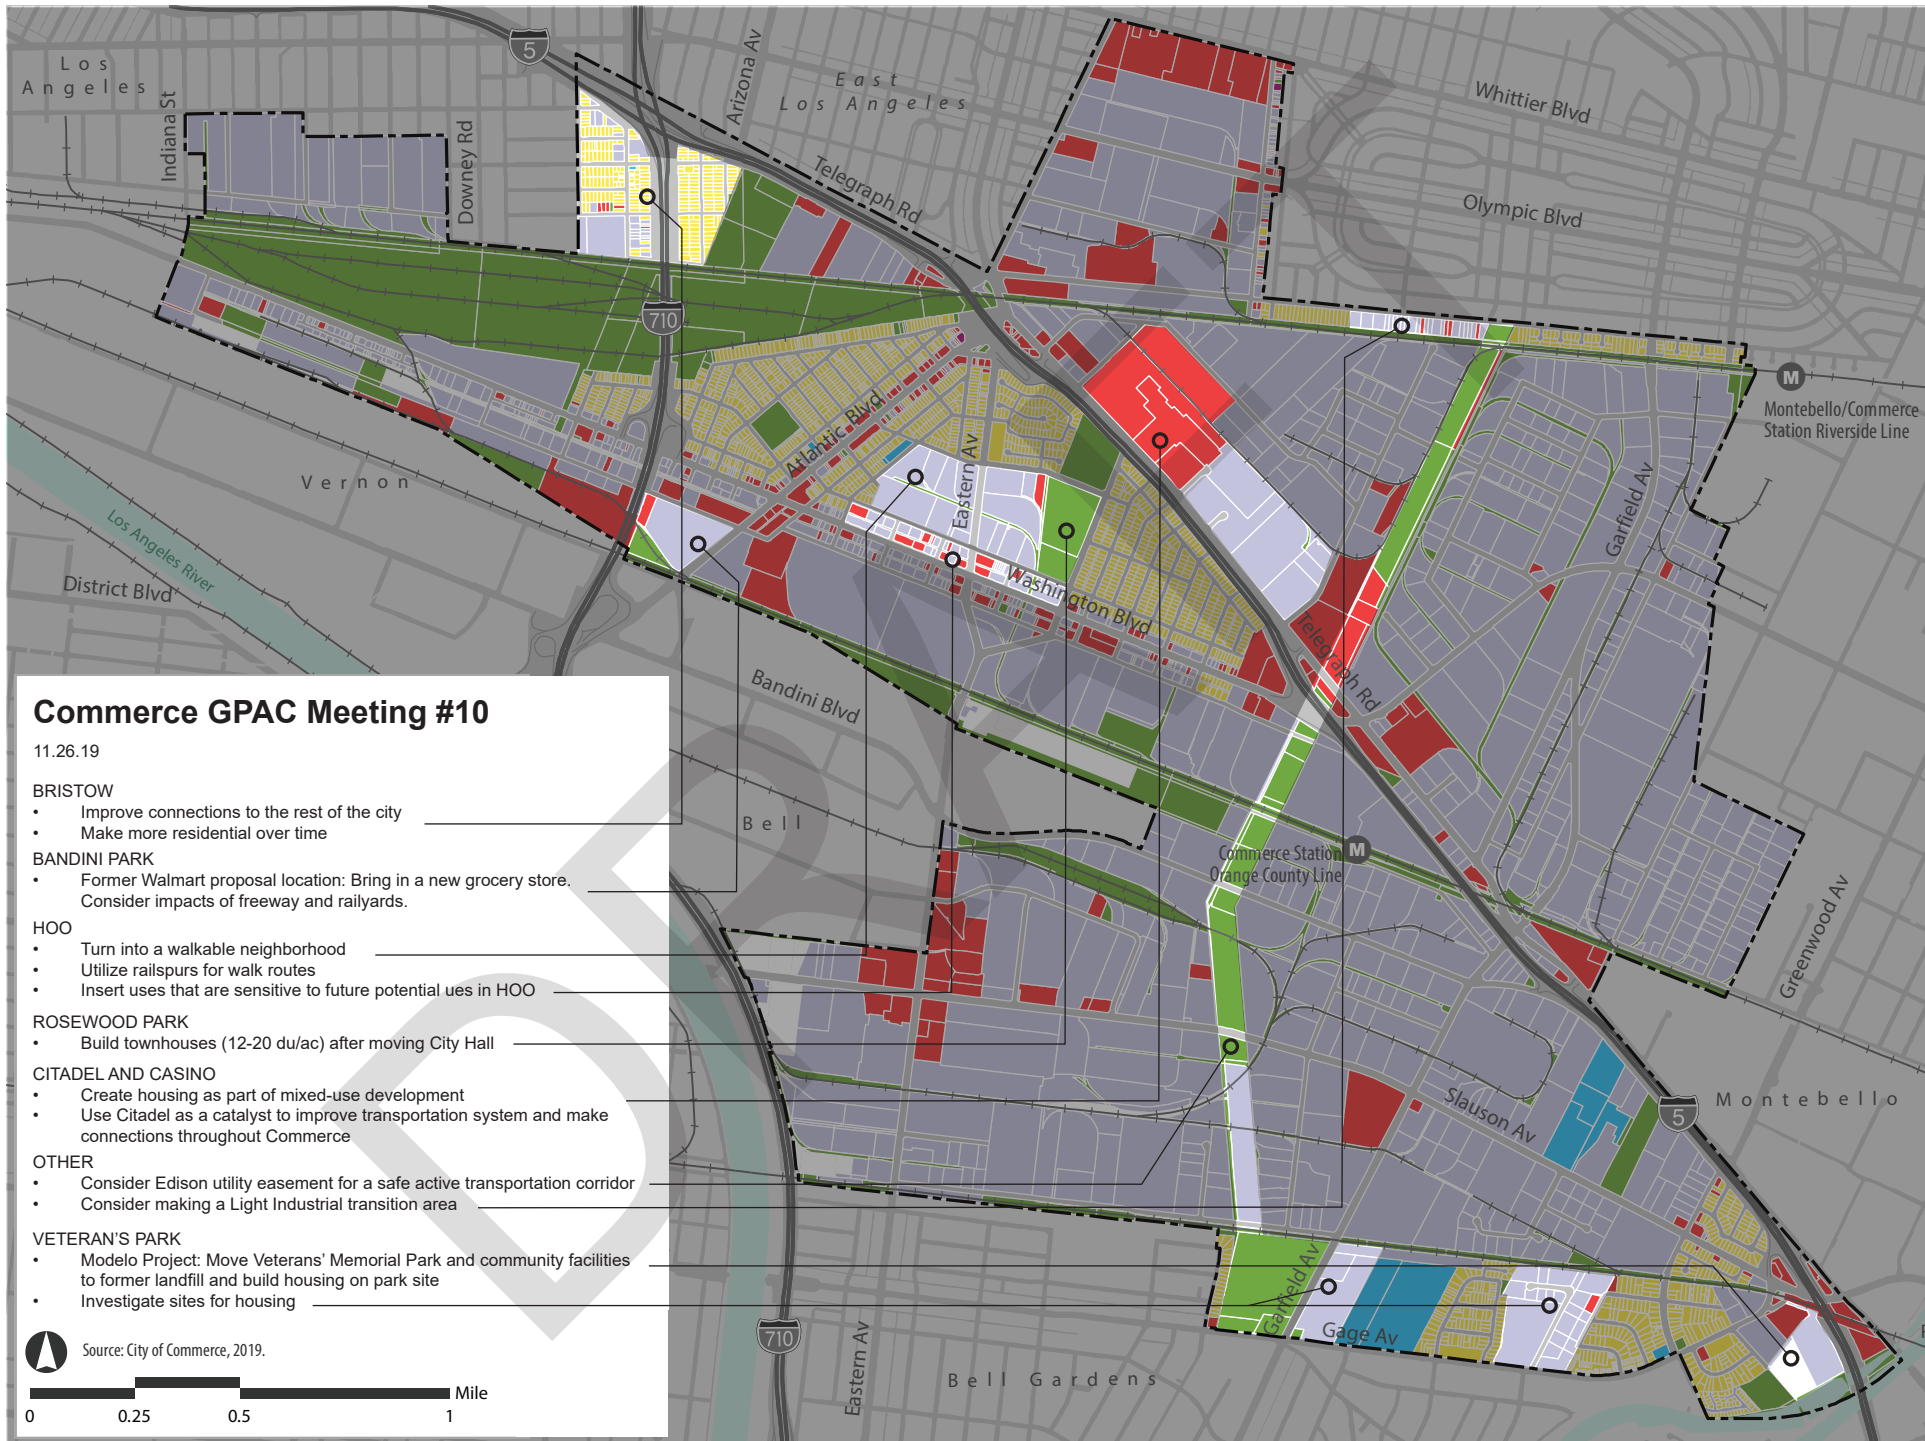 Los
Angeles
Indiana St
Downey Rd
5
Arizona Av
East
Los Angeles
Telegraph Rd
Whittier Blvd
Olympic Blvd
710
M
Montebello/Commerce
Station Riverside Line
Vernon
Los Angeles River
District Blvd
Atlantic Blvd
Eastern Av
Washington Blvd
Garfield Av
Telegraph Rd
Bandini Blvd
Bell
Commerce Station
Orange County Line
M
Greenwood Av
Slauson Av
5
Montebello
Garfield Av
Gage Av
710
Eastern Av
Bell Gardens
DRAFT
Commerce GPAC Meeting #10
11.26.19
BRISTOW
• Improve connections to the rest of the city
• Make more residential over time
BANDINI PARK
• Former Walmart proposal location: Bring in a new grocery store.
Consider impacts of freeway and railyards.
HOO
• Turn into a walkable neighborhood
• Utilize railspurs for walk routes
• Insert uses that are sensitive to future potential ues in HOO
ROSEWOOD PARK
• Build townhouses (12-20 du/ac) after moving City Hall
CITADEL AND CASINO
• Create housing as part of mixed-use development
• Use Citadel as a catalyst to improve transportation system and make
connections throughout Commerce
OTHER
• Consider Edison utility easement for a safe active transportation corridor
• Consider making a Light Industrial transition area
VETERAN'S PARK
• Modelo Project: Move Veterans' Memorial Park and community facilities
to former landfill and build housing on park site
• Investigate sites for housing
Source: City of Commerce, 2019.
Mile
0 0.25 0.5 1